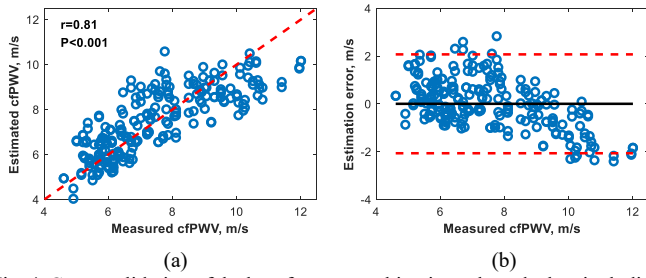 r=0.81
P<0.001
12
10
8
6
4
Estimated cfPWV, m/s
4 6 8 10 12
Measured cfPWV, m/s
(a)
4
2
0
-2
-4
Estimation error, m/s
4 6 8 10 12
Measured cfPWV, m/s
(b)